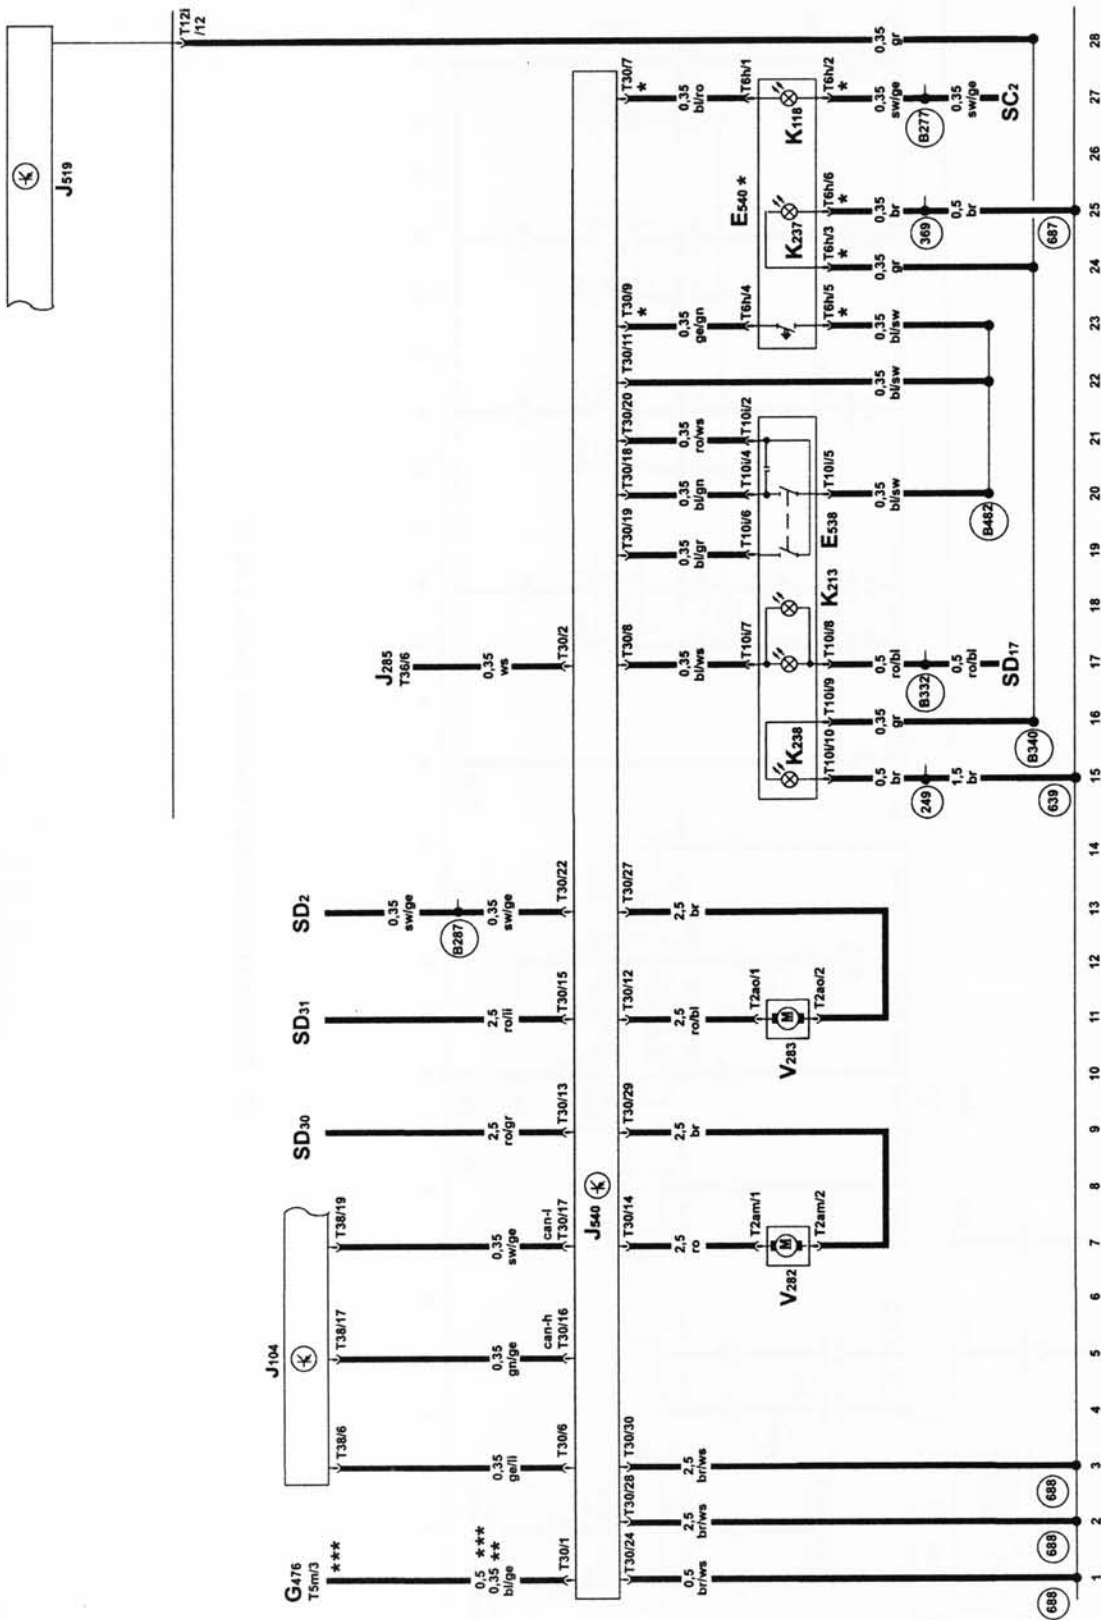 G476
T5m/3
***
0,5 ***
0,35 **
bl/ge
T30/1
J104
T38/6
0,35
ge/li
T30/6
T38/17
0,35
gn/ge
can-h
T30/16
T38/19
0,35
sw/ge
can-l
T30/17
SD30
2,5
ro/gr
T30/13
SD31
2,5
ro/li
T30/15
SD2
0,35
sw/ge
B287
0,35
sw/ge
T30/22
J285
T36/6
0,35
ws
T30/2
J519
T12i
/12
J540
T30/24
0,5
br/ws
688
T30/28
2,5
br/ws
688
T30/30
2,5
br/ws
688
T30/14
2,5
ro
T2am/1
M
V282
T2am/2
T30/29
2,5
br
T30/12
2,5
ro/bl
T2ao/1
M
V283
T2ao/2
T30/27
2,5
br
K238
T10i/10
0,5
br
249
1,5
br
639
T10i/9
0,35
gr
B340
T30/8
0,35
bl/ws
T10i/7
K213
T10i/8
0,5
ro/bl
B332
0,5
ro/bl
SD17
T30/19
0,35
bl/gr
T10i/6
T30/18
0,35
bl/gn
T10i/4
T30/20
0,35
ro/ws
T10i/2
E538
T10i/5
0,35
bl/sw
B482
T30/11
0,35
bl/sw
T30/9
*
0,35
ge/gn
T6h/4
T6h/5
*
0,35
bl/sw
E540 *
K237
T6h/3
*
0,35
gr
T6h/6
*
0,35
br
369
0,5
br
687
T30/7
*
0,35
bl/ro
T6h/1
K118
T6h/2
*
0,35
sw/ge
B277
0,35
sw/ge
SC2
0,35
gr
1 2 3 4 5 6 7 8 9 10 11 12 13 14 15 16 17 18 19 20 21 22 23 24 25 26 27 28